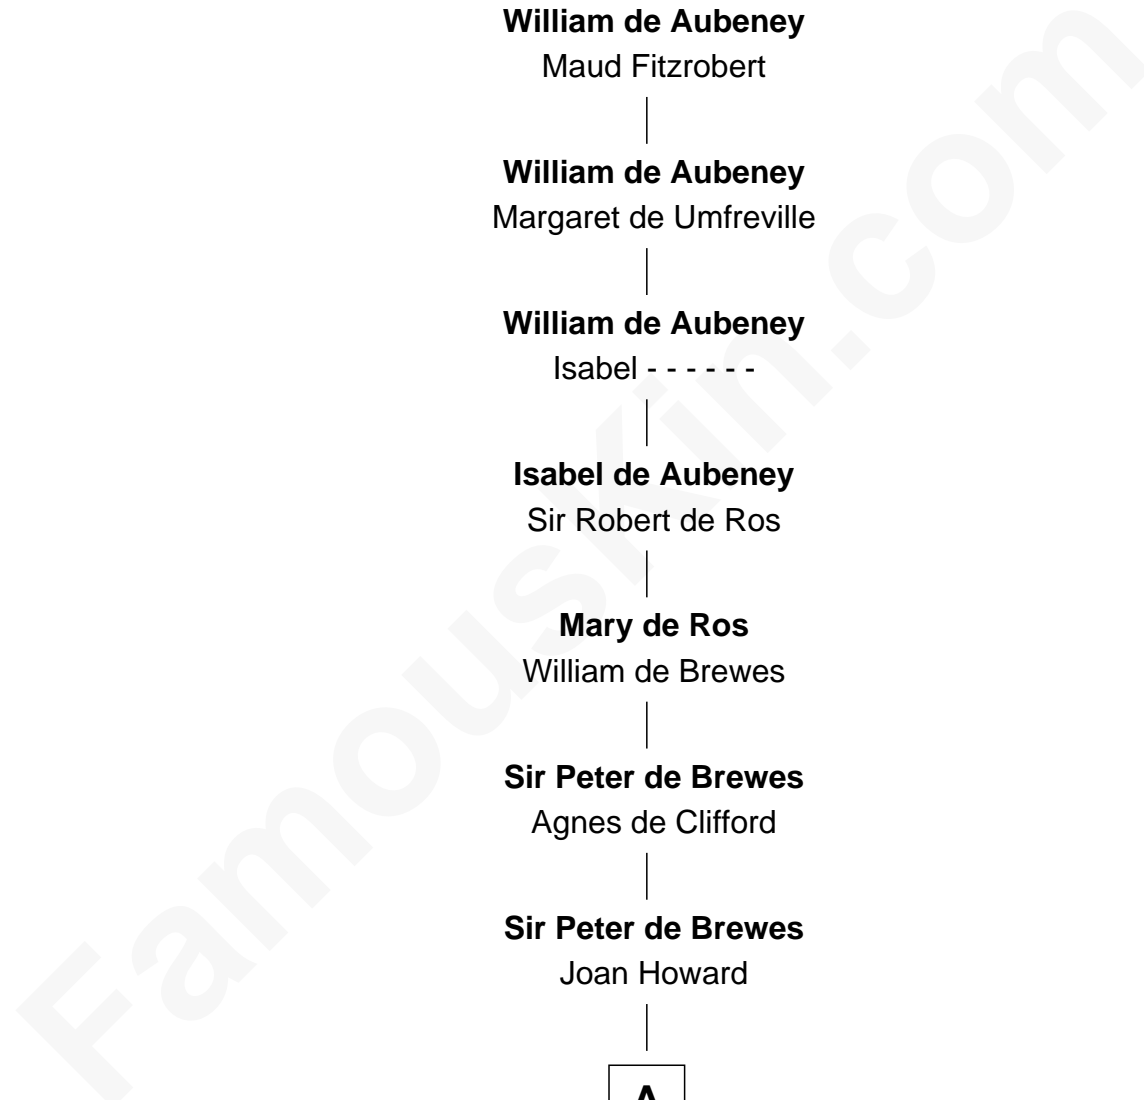 William de Aubeney
Maud Fitzrobert
William de Aubeney
Margaret de Umfreville
William de Aubeney
Isabel - - - - - -
Isabel de Aubeney
Sir Robert de Ros
Mary de Ros
William de Brewes
Sir Peter de Brewes
Agnes de Clifford
Sir Peter de Brewes
Joan Howard
A
FamousKin.com